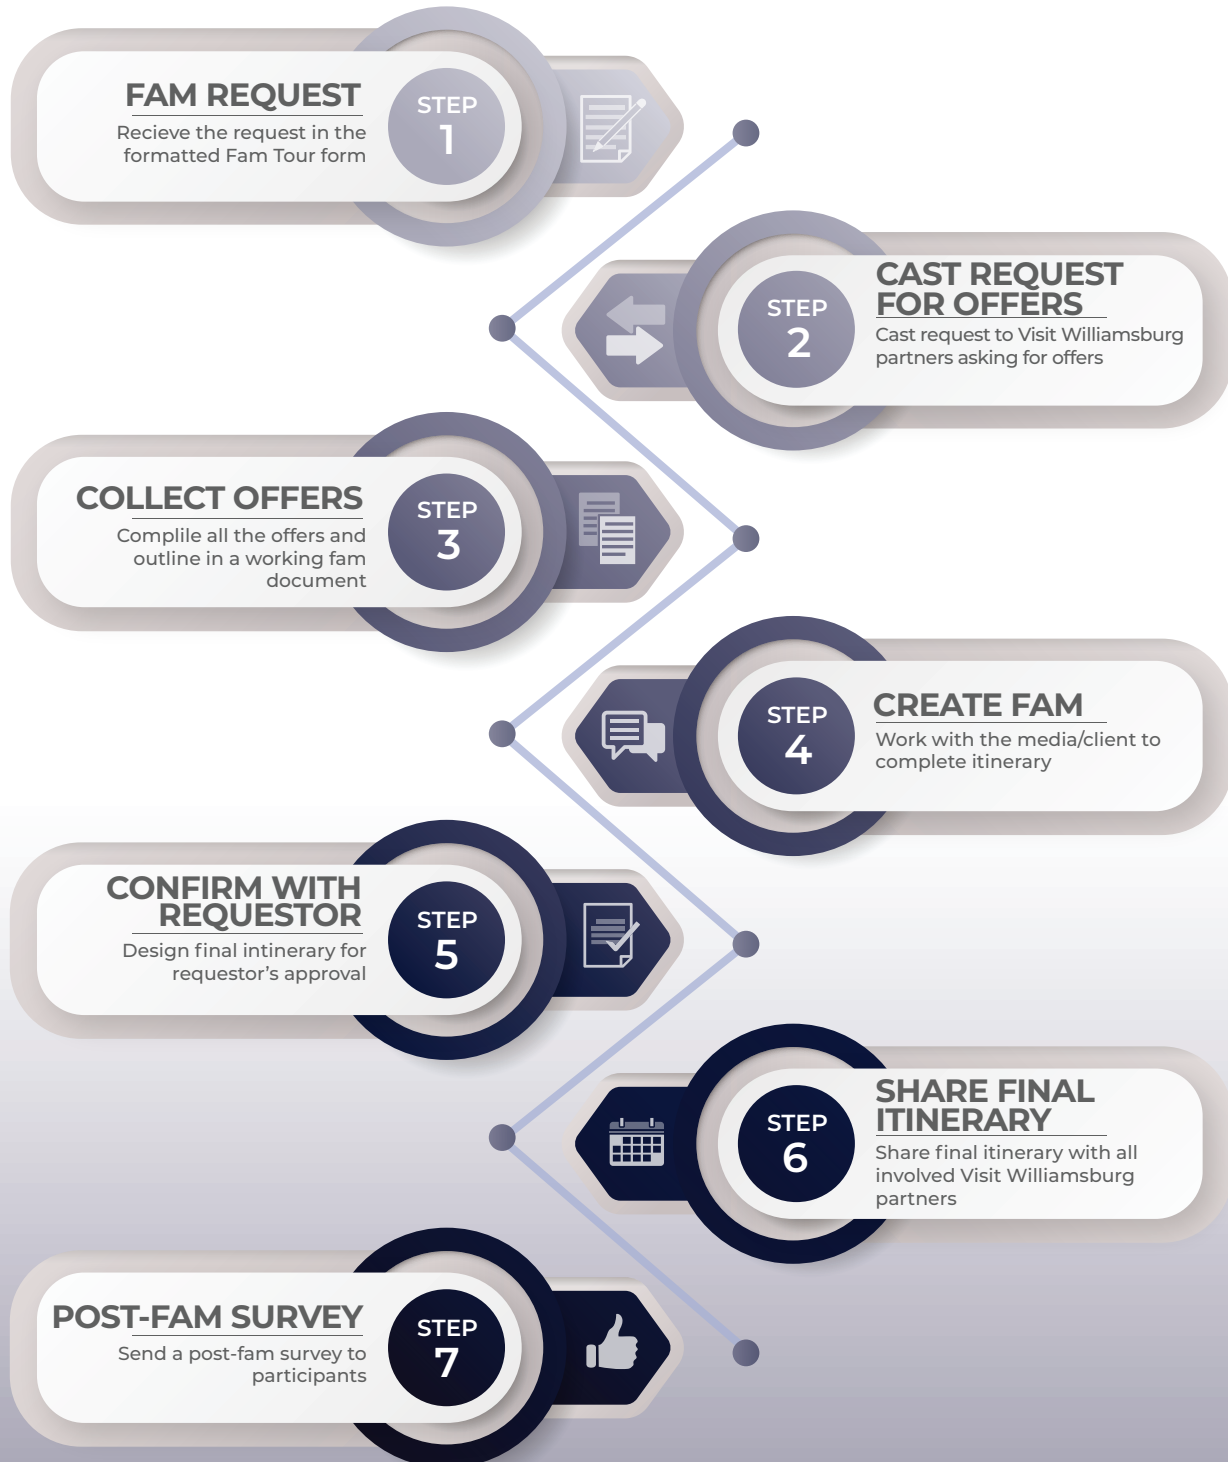 FAM REQUEST
Recieve the request in the
formatted Fam Tour form
STEP
1
CAST REQUEST
FOR OFFERS
Cast request to Visit Williamsburg
partners asking for offers
STEP
2
COLLECT OFFERS
Complile all the offers and
outline in a working fam
document
STEP
3
CREATE FAM
Work with the media/client to
complete itinerary
STEP
4
CONFIRM WITH
REQUESTOR
Design final intinerary for
requestor's approval
STEP
5
SHARE FINAL
ITINERARY
Share final itinerary with all
involved Visit Williamsburg
partners
STEP
6
POST-FAM SURVEY
Send a post-fam survey to
participants
STEP
7